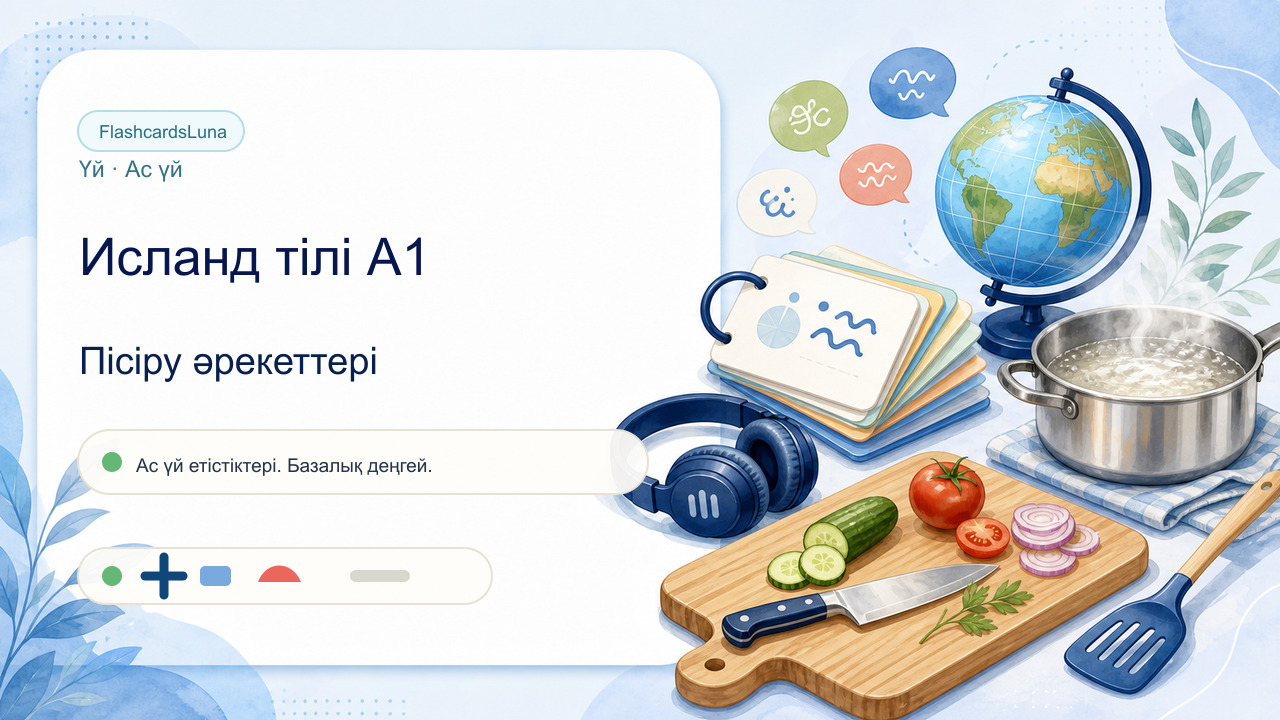 FlashcardsLuna
Үй · Ас үй
Исланд тілі A1
Пісіру әрекеттері
Ас үй етістіктері. Базалық деңгей.